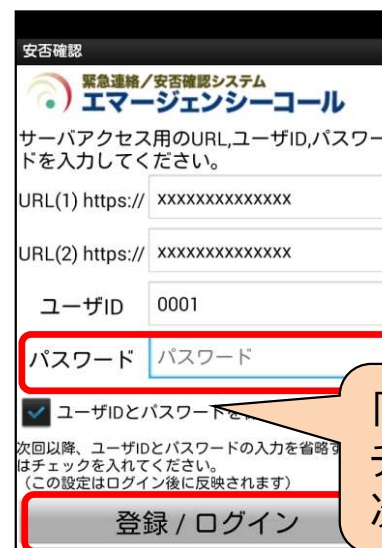 安否確認
緊急連絡/安否確認システム
エマージェンシーコール
サーバアクセス用のURL,ユーザID,パスワー
ドを入力してください。
URL(1) https:// xxxxxxxxxxxxxx
URL(2) https:// xxxxxxxxxxxxxx
ユーザID 0001
パスワード パスワード
ユーザIDとパスワードを
次回以降、ユーザIDとパスワードの入力を省略す
はチェックを入れてください。
(この設定はログイン後に反映されます)
登録 / ログイン
「